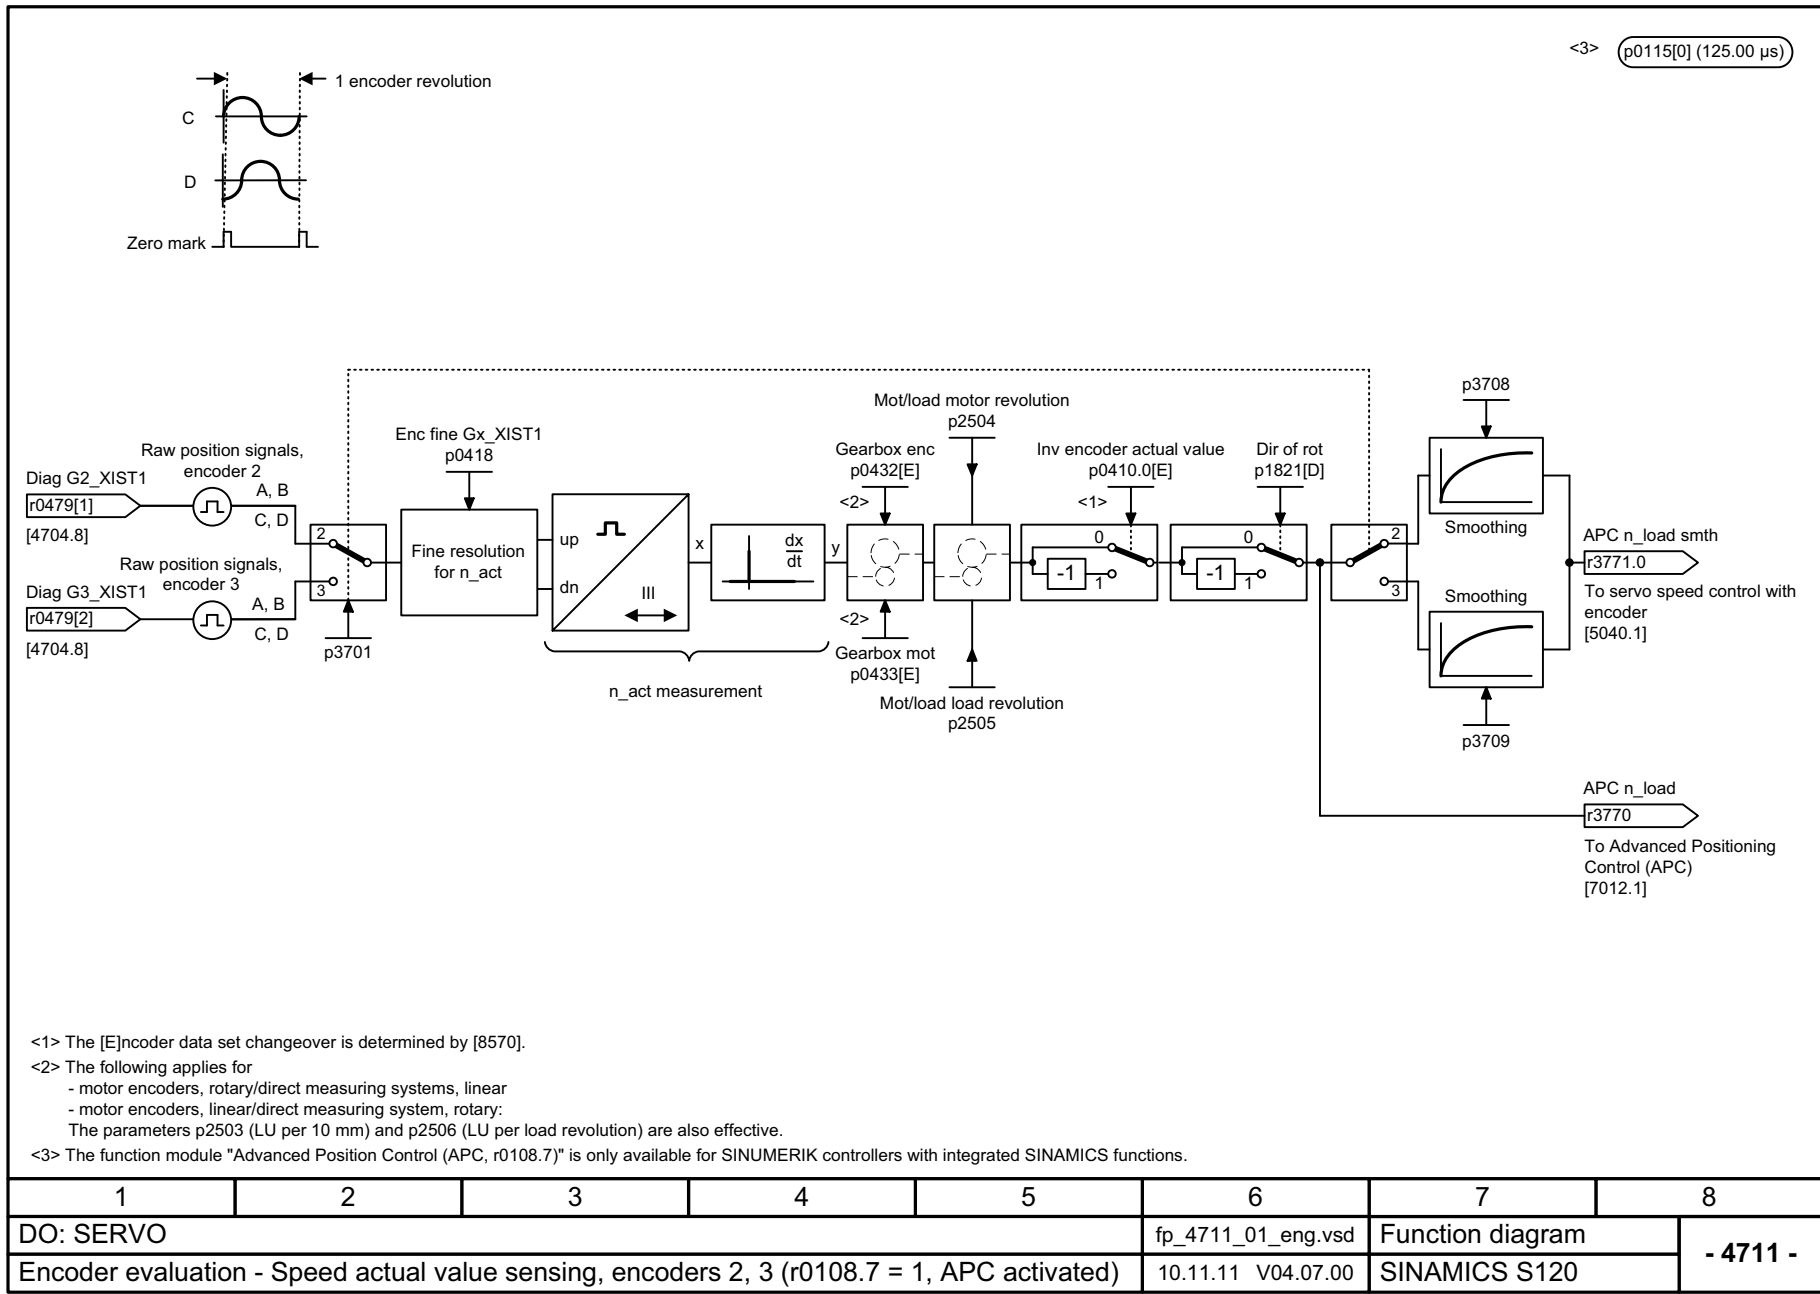 <3> p0115[0] (125.00 µs)
1 encoder revolution
C
D
Zero mark
Diag G2_XIST1
r0479[1]
[4704.8]
Raw position signals,
encoder 2
A, B
C, D
Diag G3_XIST1
r0479[2]
[4704.8]
Raw position signals,
encoder 3
A, B
C, D
2
3
p3701
Enc fine Gx_XIST1
p0418
Fine resolution
for n_act
up
dn
III
x
dx
dt
y
n_act measurement
Gearbox enc
p0432[E]
<2>
<2>
Gearbox mot
p0433[E]
Mot/load motor revolution
p2504
Mot/load load revolution
p2505
Inv encoder actual value
p0410.0[E]
<1>
0
-1
1
Dir of rot
p1821[D]
0
-1
1
2
3
p3708
Smoothing
Smoothing
p3709
APC n_load smth
r3771.0
To servo speed control with
encoder
[5040.1]
APC n_load
r3770
To Advanced Positioning
Control (APC)
[7012.1]
<1> The [E]ncoder data set changeover is determined by [8570].
<2> The following applies for
- motor encoders, rotary/direct measuring systems, linear
- motor encoders, linear/direct measuring system, rotary:
The parameters p2503 (LU per 10 mm) and p2506 (LU per load revolution) are also effective.
<3> The function module "Advanced Position Control (APC, r0108.7)" is only available for SINUMERIK controllers with integrated SINAMICS functions.
1 2 3 4 5 6 7 8
DO: SERVO
fp_4711_01_eng.vsd
Function diagram
- 4711 -
Encoder evaluation - Speed actual value sensing, encoders 2, 3 (r0108.7 = 1, APC activated)
10.11.11 V04.07.00
SINAMICS S120